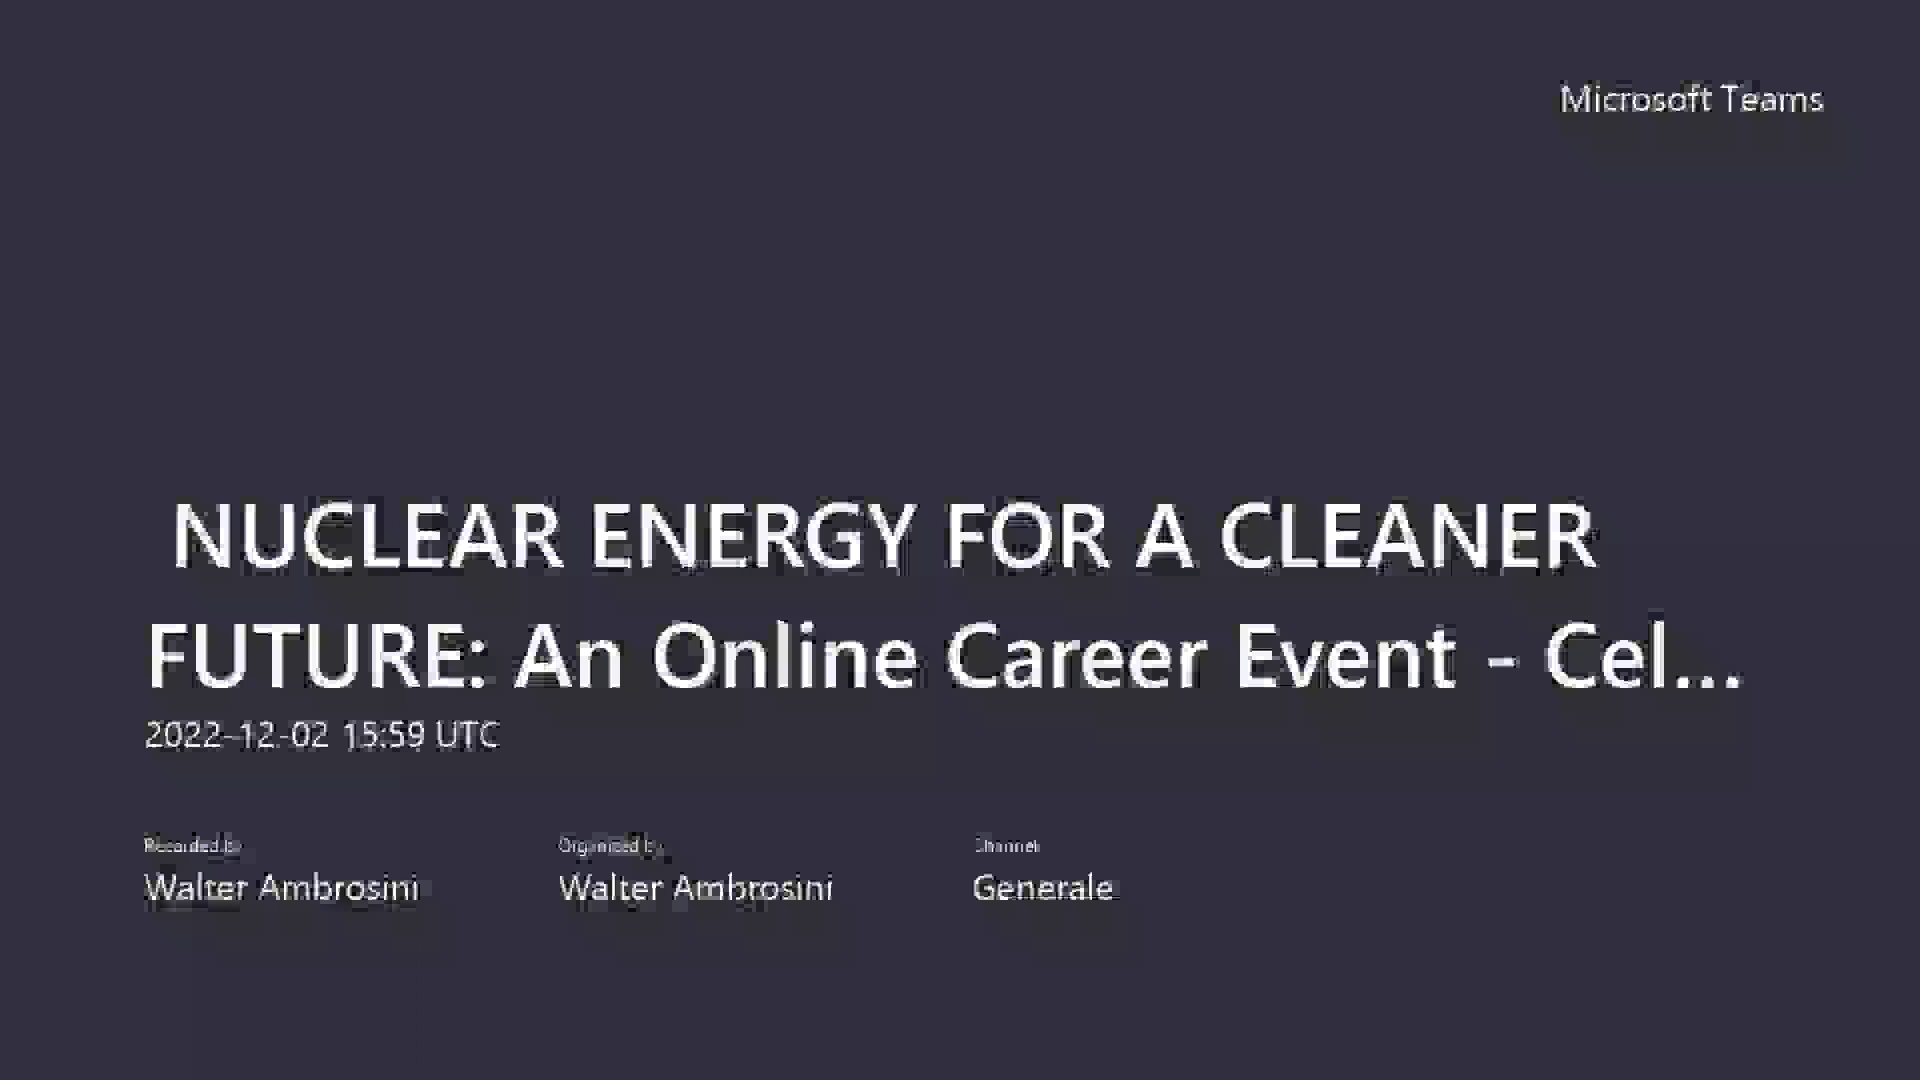 Microsoft Teams
NUCLEAR ENERGY FOR A CLEANER
FUTURE: An Online Career Event - Cel...
2022-12-02 15:59 UTC
Recorded by
Organized by
Channel
Walter Ambrosini
Walter Ambrosini
Generale